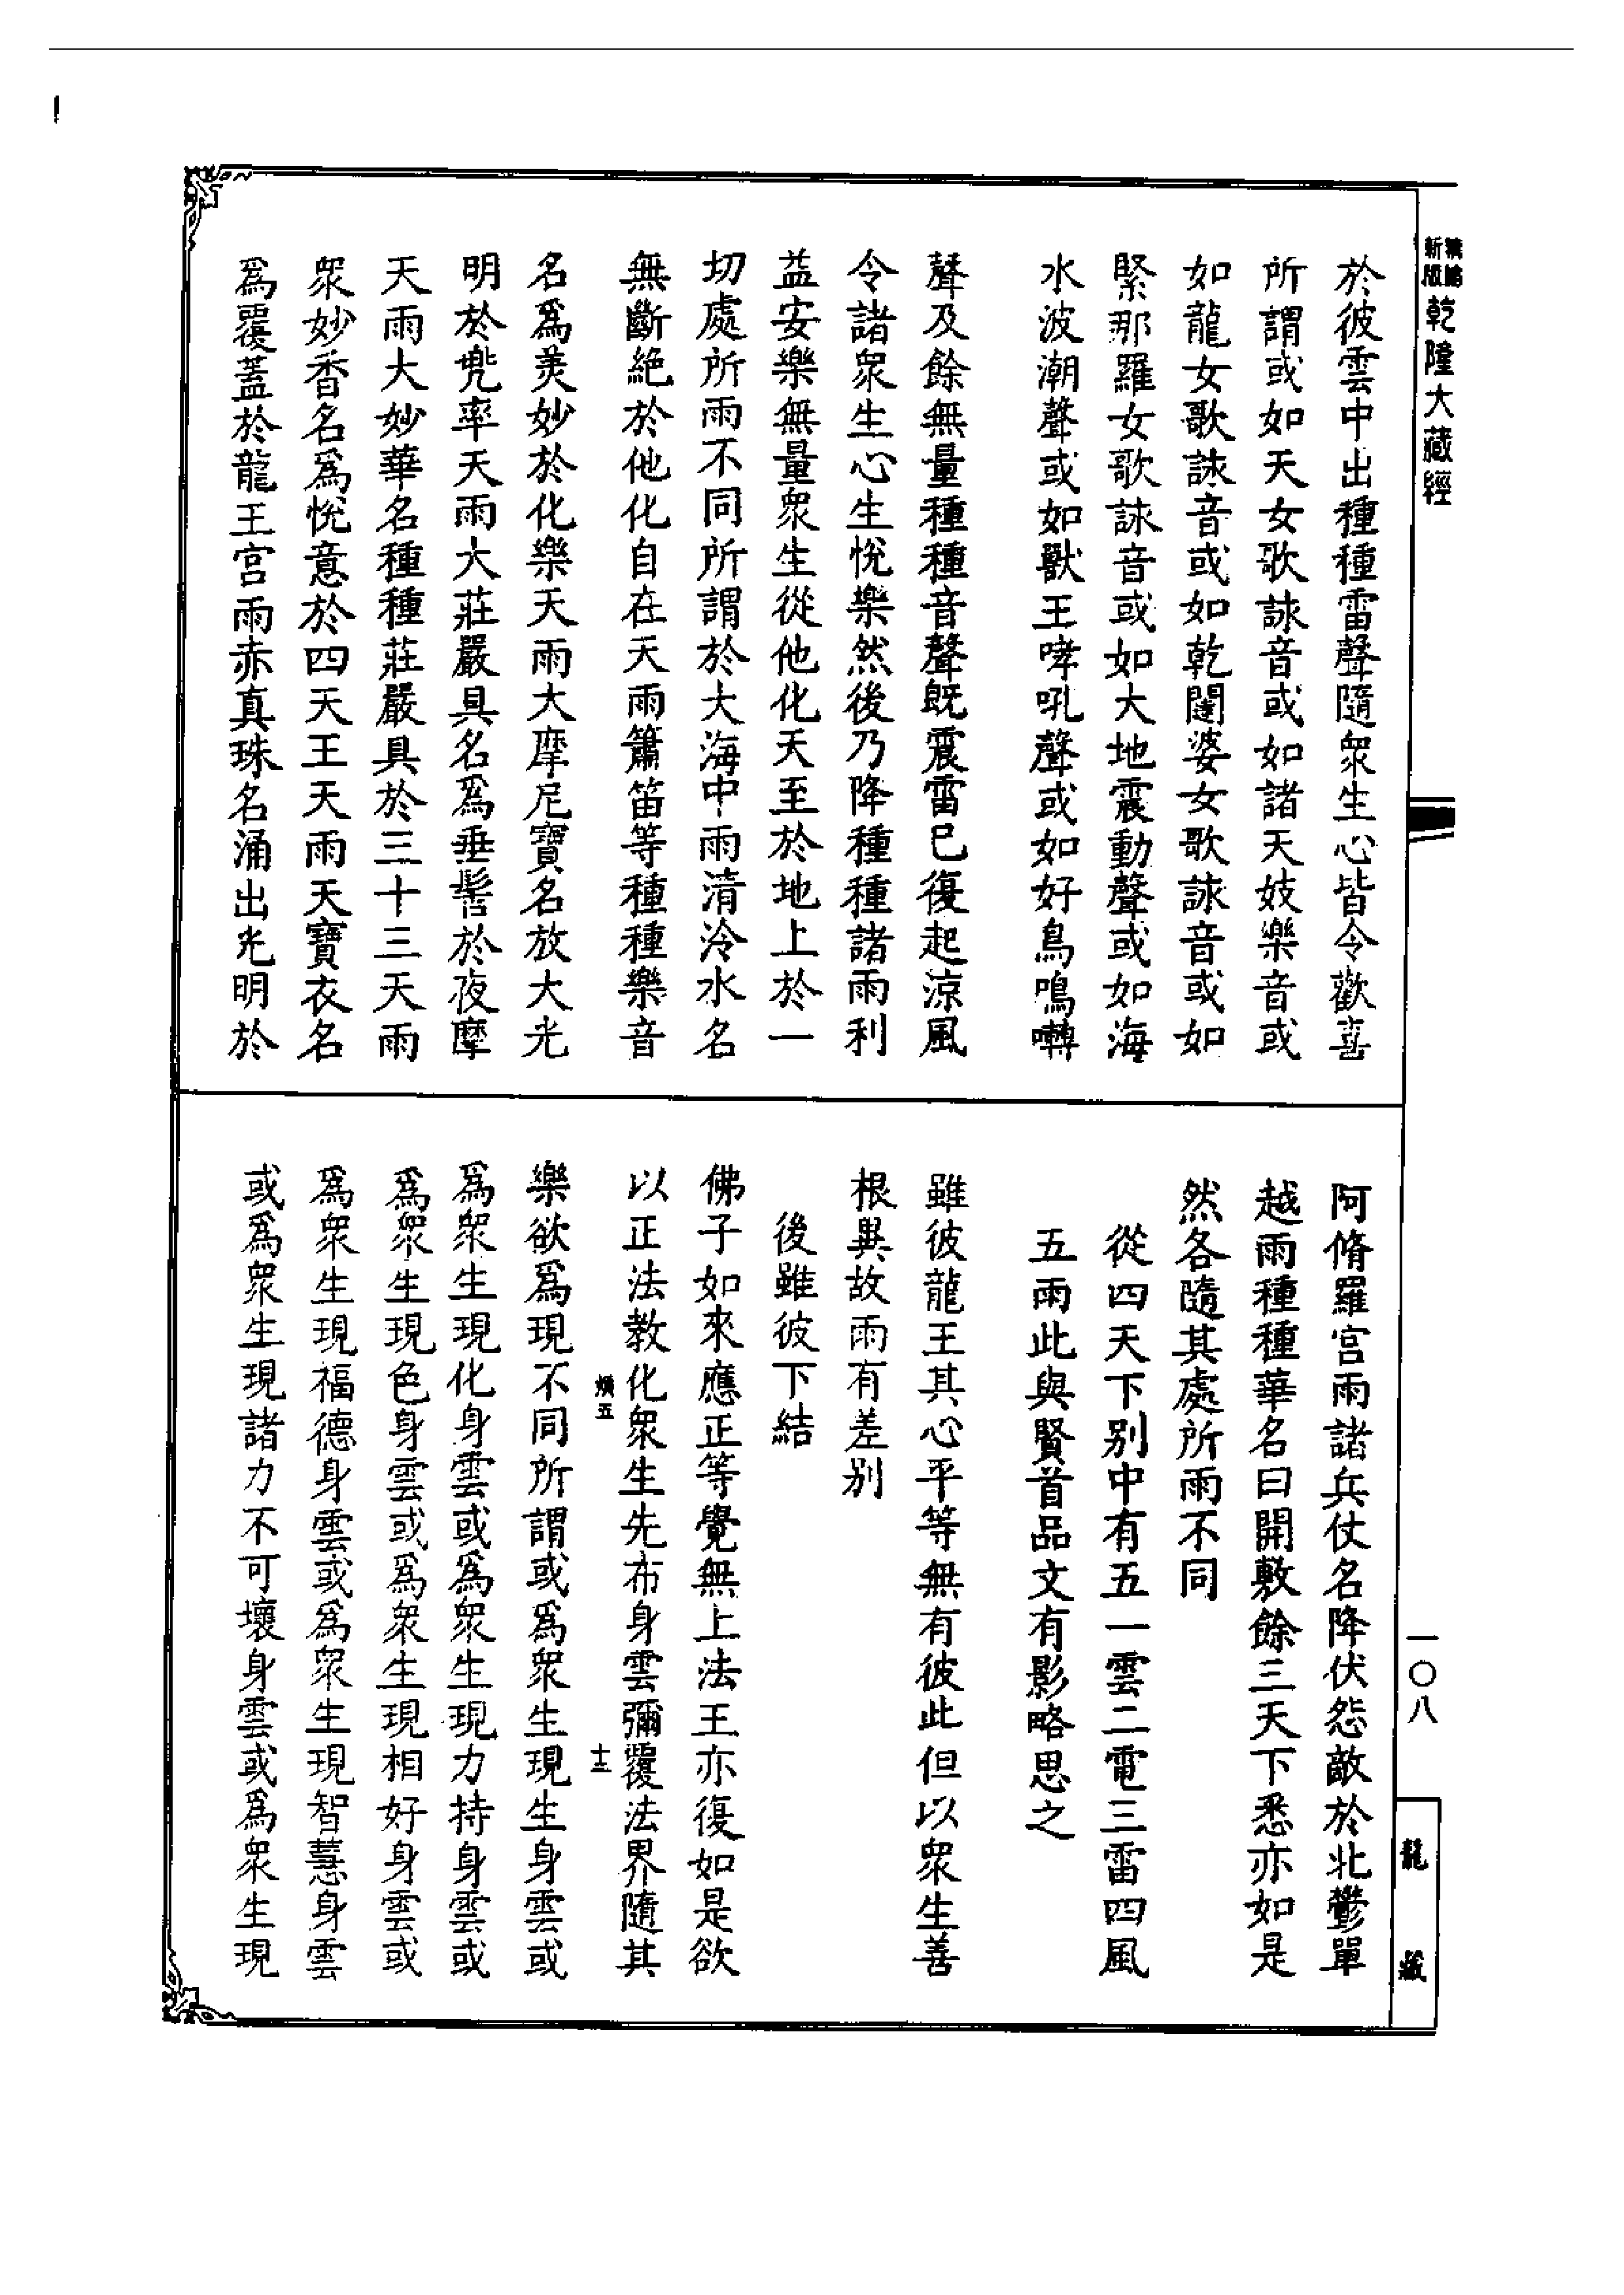 乾隆大藏經
於彼雲中出種種雷聲隨衆生心皆令歡喜
所謂或如天女歌詠音或如諸天妓樂音或
如龍女歌詠音或如乾闥婆女歌詠音或如
緊那羅女歌詠音或如大地震動聲或如海
水波潮聲或如獸王哮吼聲或如好鳥鳴囀
聲及餘無量種種音聲既震雷已復起涼風
令諸衆生心生悅樂然後乃降種種諸雨利
益安樂無量衆生從他化天至於地上於一
切處所雨不同所謂於大海中雨清泠水名
無斷絕於他化自在天雨簫笛等種種樂音
名爲美妙於化樂天雨大摩尼寶名放大光
明於兜率天雨大莊嚴具名爲垂髻於夜摩
天雨大妙華名種種莊嚴具於三十三天雨
衆妙香名爲悅意於四天王天雨天寶衣名
爲覆蓋於龍王宮雨赤真珠名涌出光明於
阿脩羅宮雨諸兵仗名降伏怨敵於北鬱單
越雨種種華名曰開敷餘三天下悉亦如是
然各隨其處所雨不同
從四天下別中有五一雲二電三雷四風
五雨此與賢首品文有影略思之
雖彼龍王其心平等無有彼此但以衆生善
根異故雨有差別
後雖彼下結
佛子如來應正等覺無上法王亦復如是欲
以正法教化衆生先布身雲彌覆法界隨其
樂欲爲現不同所謂或爲衆生現生身雲或
爲衆生現化身雲或爲衆生現力持身雲或
爲衆生現色身雲或爲衆生現相好身雲或
爲衆生現福德身雲或爲衆生現智慧身雲
或爲衆生現諸力不可壞身雲或爲衆生現
一〇八
龍藏